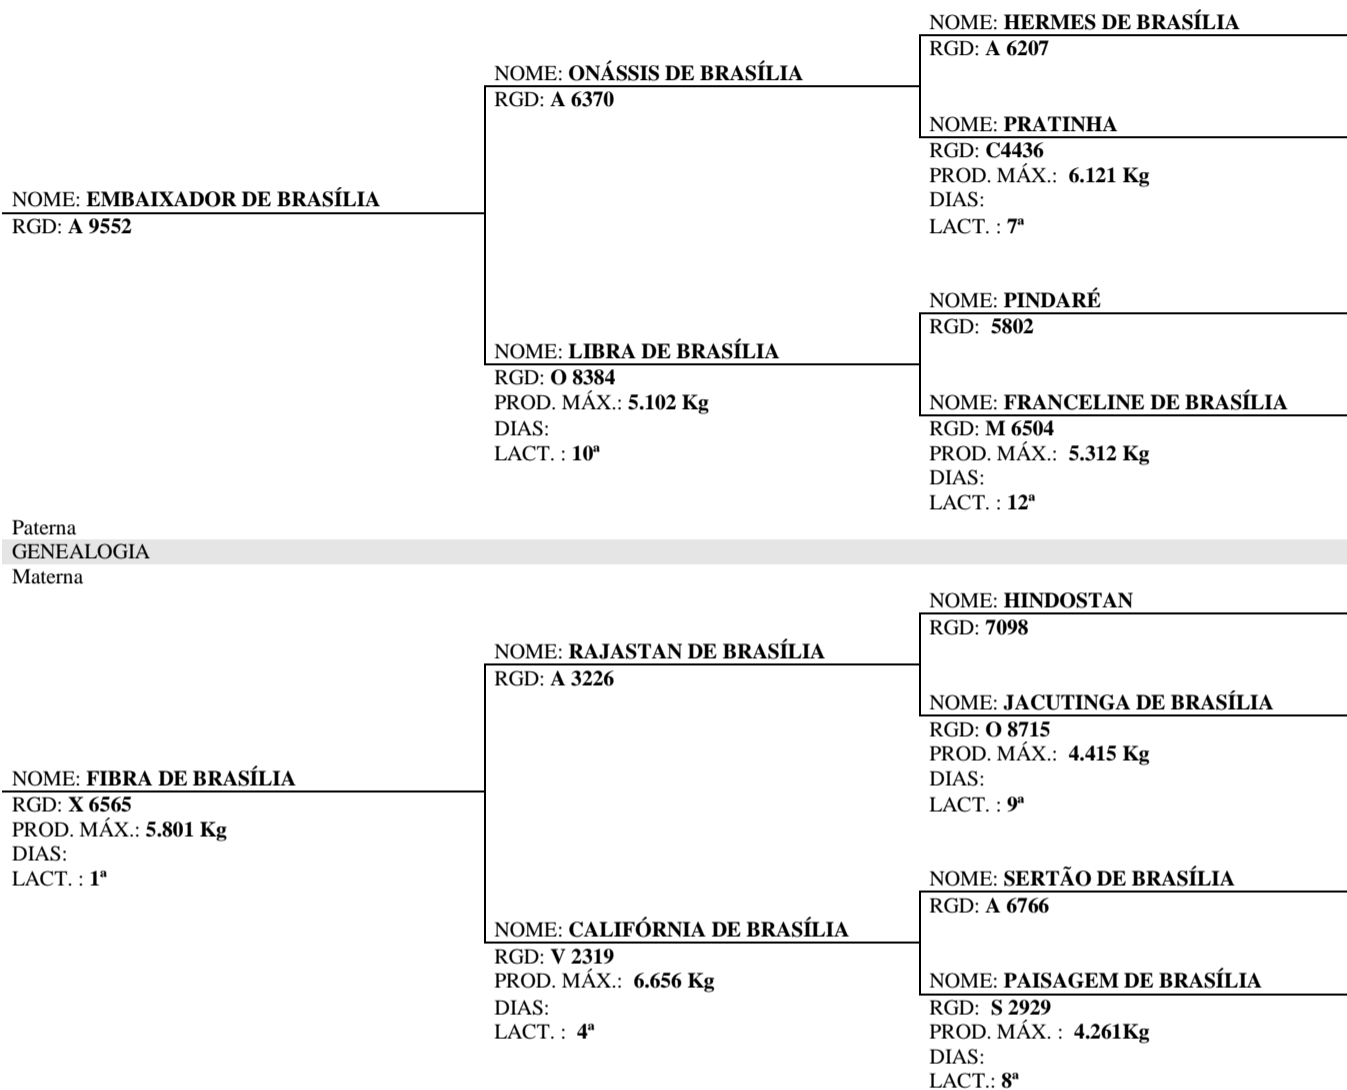 NOME: HERMES DE BRASÍLIA
RGD: A 6207
NOME: ONÁSSIS DE BRASÍLIA
RGD: A 6370
NOME: PRATINHA
RGD: C4436
PROD. MÁX.: 6.121 Kg
DIAS:
LACT. : 7ª
NOME: EMBAIXADOR DE BRASÍLIA
RGD: A 9552
NOME: PINDARÉ
RGD: 5802
NOME: LIBRA DE BRASÍLIA
RGD: O 8384
PROD. MÁX.: 5.102 Kg
DIAS:
LACT. : 10ª
NOME: FRANCELINE DE BRASÍLIA
RGD: M 6504
PROD. MÁX.: 5.312 Kg
DIAS:
LACT. : 12ª
Paterna
GENEALOGIA
Materna
NOME: HINDOSTAN
RGD: 7098
NOME: RAJASTAN DE BRASÍLIA
RGD: A 3226
NOME: JACUTINGA DE BRASÍLIA
RGD: O 8715
PROD. MÁX.: 4.415 Kg
DIAS:
LACT. : 9ª
NOME: FIBRA DE BRASÍLIA
RGD: X 6565
PROD. MÁX.: 5.801 Kg
DIAS:
LACT. : 1ª
NOME: SERTÃO DE BRASÍLIA
RGD: A 6766
NOME: CALIFÓRNIA DE BRASÍLIA
RGD: V 2319
PROD. MÁX.: 6.656 Kg
DIAS:
LACT. : 4ª
NOME: PAISAGEM DE BRASÍLIA
RGD: S 2929
PROD. MÁX. : 4.261Kg
DIAS:
LACT.: 8ª